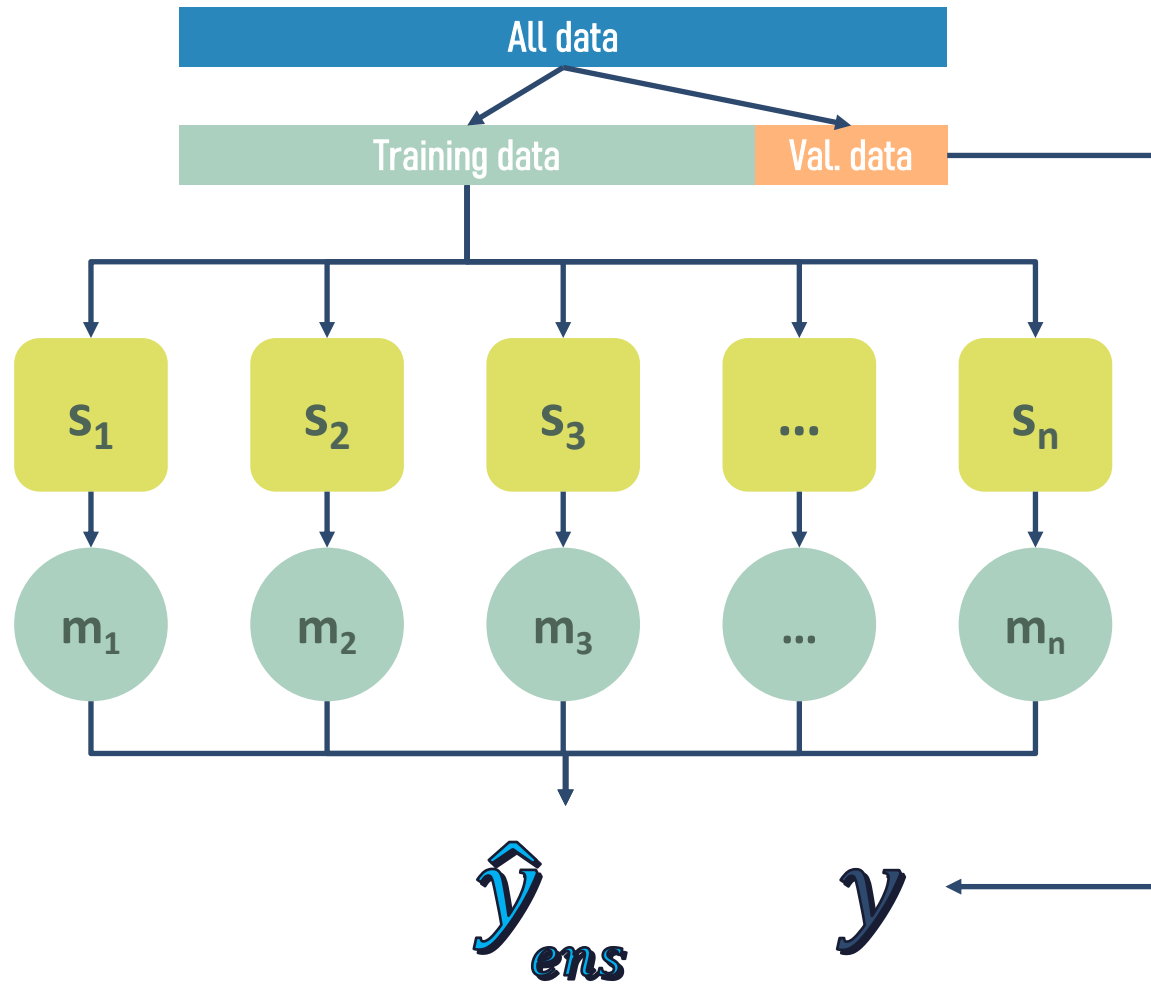 All data
Training data Val. data
s₁ s₂ s₃ ... sₙ
m₁ m₂ m₃ ... mₙ
ŷₑₙₛ y